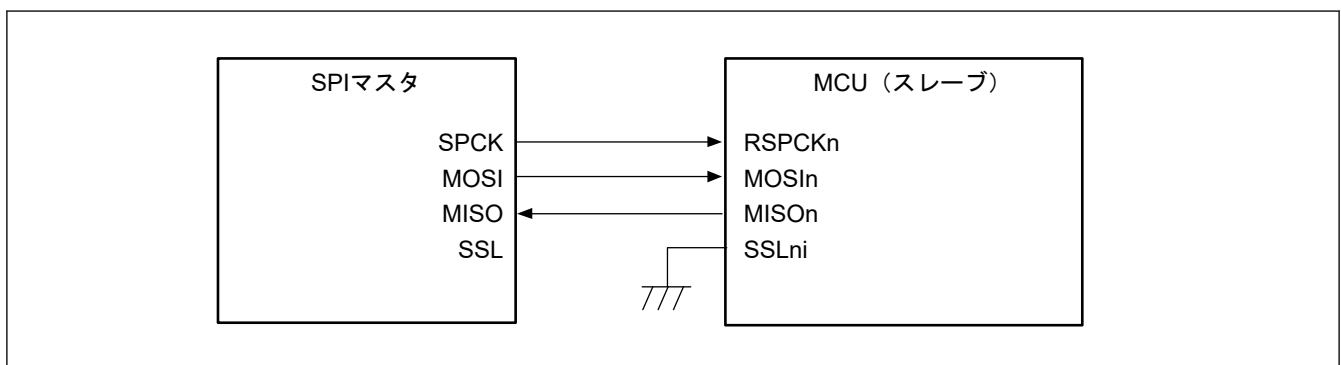 SPIマスタ
SPCK
MOSI
MISO
SSL
MCU（スレーブ）
RSPCKn
MOSIn
MISOn
SSLni